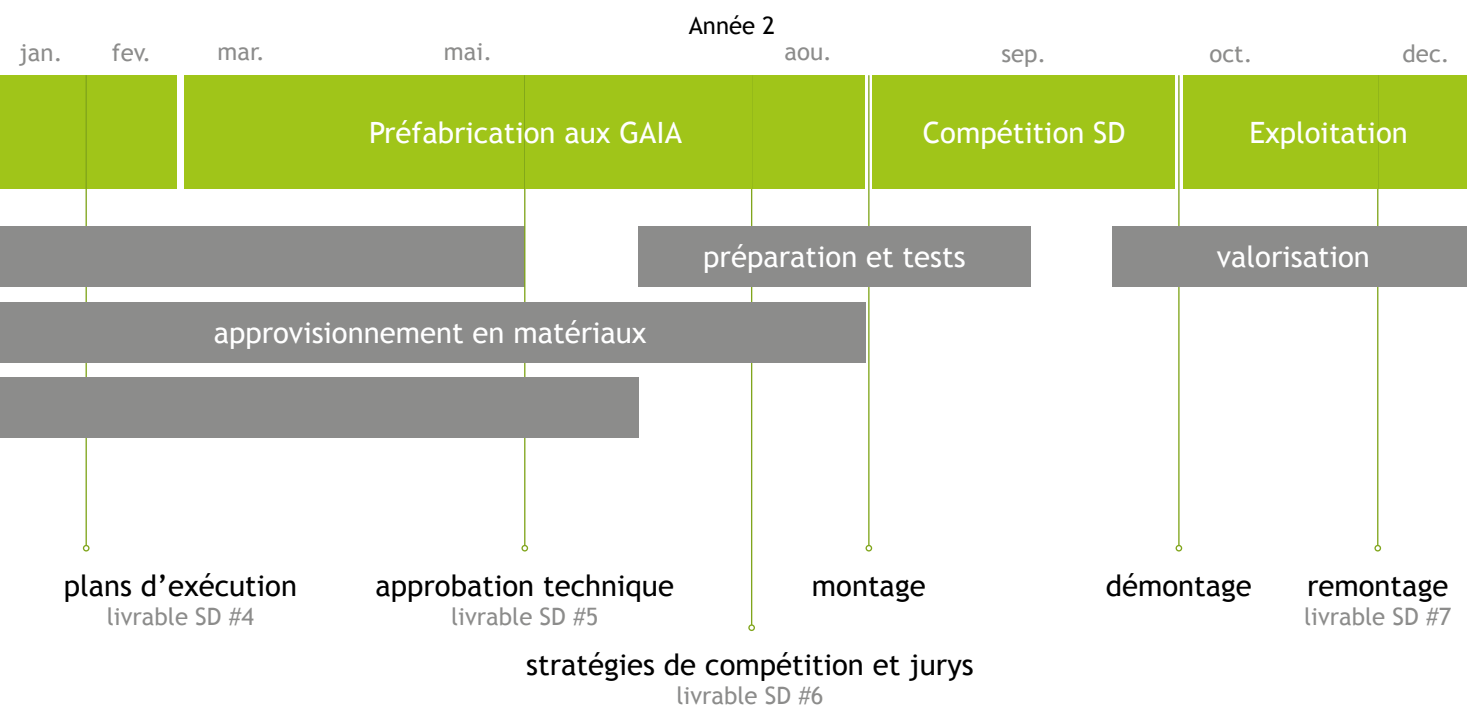 Année 2
jan. fev. mar. mai. aou. sep. oct. dec.
Préfabrication aux GAIA Compétition SD Exploitation
préparation et tests valorisation
approvisionnement en matériaux
plans d’exécution approbation technique montage démontage remontage
livrable SD #4 livrable SD #5 livrable SD #7
stratégies de compétition et jurys
livrable SD #6